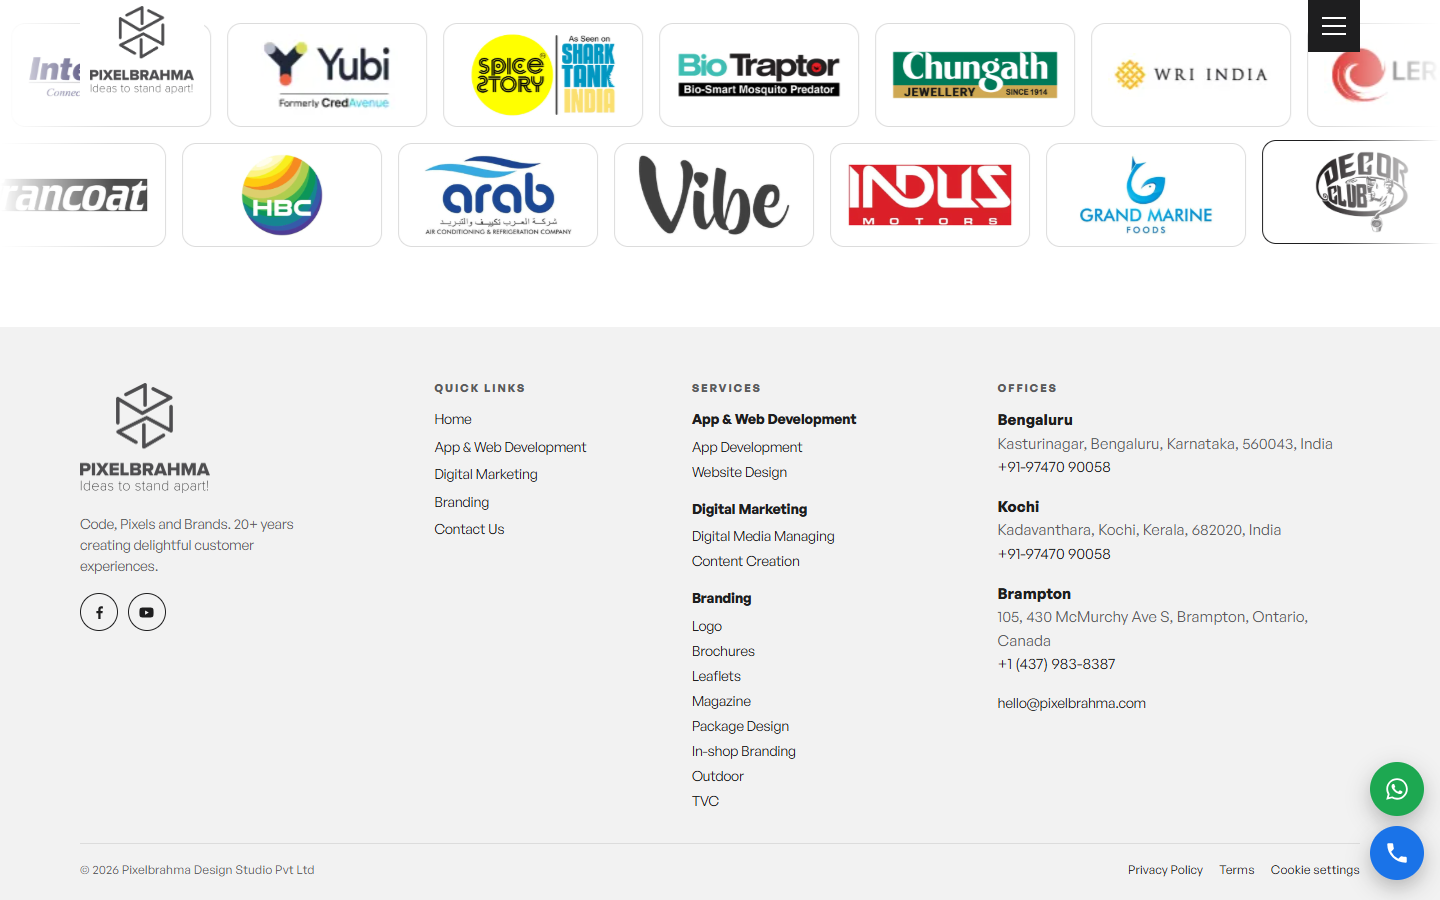 PIXELBRAHMA
Ideas to stand apart!
Yubi
Formerly CredAvenue
SPICE
STORY
As Seen on
SHARK
TANK
INDIA
BioTraptor
Bio-Smart Mosquito Predator
Chungath
JEWELLERY SINCE 1914
WRI INDIA
HBC
arab
شركة العرب تكييف والتبريد
AIR CONDITIONING & REFRIGERATION COMPANY
Vibe
INDUS
MOTORS
GRAND MARINE
FOODS
DECOR
CLUB
PIXELBRAHMA
Ideas to stand apart!
Code, Pixels and Brands. 20+ years
creating delightful customer
experiences.
QUICK LINKS
Home
App & Web Development
Digital Marketing
Branding
Contact Us
SERVICES
App & Web Development
App Development
Website Design
Digital Marketing
Digital Media Managing
Content Creation
Branding
Logo
Brochures
Leaflets
Magazine
Package Design
In-shop Branding
Outdoor
TVC
OFFICES
Bengaluru
Kasturinagar, Bengaluru, Karnataka, 560043, India
+91-97470 90058
Kochi
Kadavanthara, Kochi, Kerala, 682020, India
+91-97470 90058
Brampton
105, 430 McMurchy Ave S, Brampton, Ontario,
Canada
+1 (437) 983-8387
hello@pixelbrahma.com
© 2026 Pixelbrahma Design Studio Pvt Ltd
Privacy Policy Terms Cookie settings